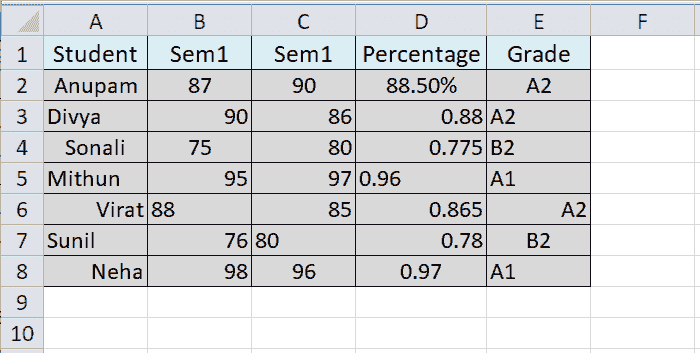 A B C D E F
1 Student Sem1 Sem1 Percentage Grade
2 Anupam 87 90 88.50% A2
3 Divya 90 86 0.88 A2
4 Sonali 75 80 0.775 B2
5 Mithun 95 97 0.96 A1
6 Virat 88 85 0.865 A2
7 Sunil 76 80 0.78 B2
8 Neha 98 96 0.97 A1
9
10